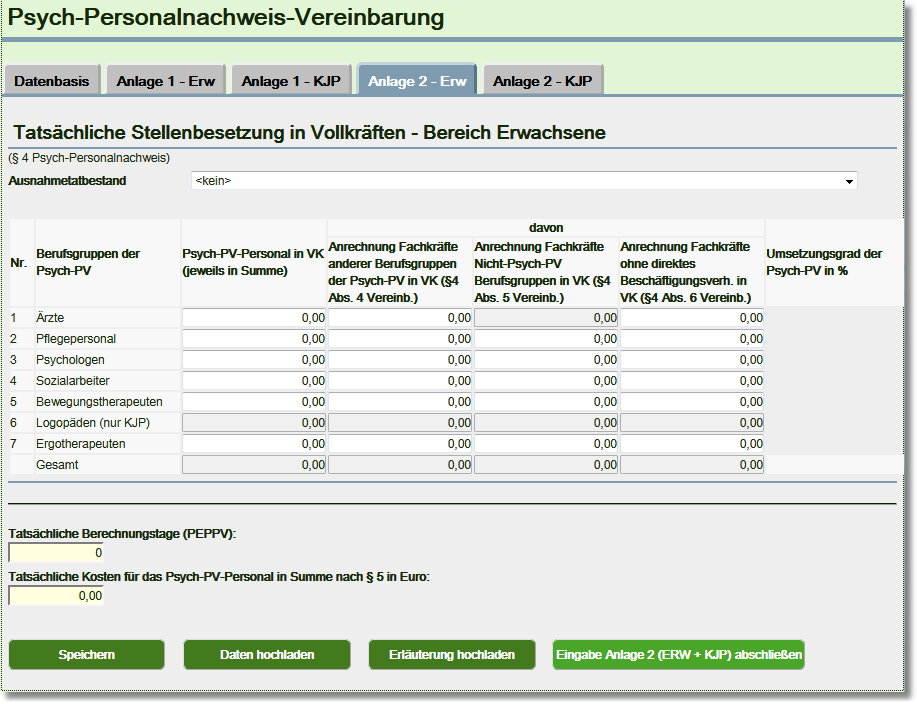 Psych-Personalnachweis-Vereinbarung
Datenbasis Anlage 1 - Erw Anlage 1 - KJP Anlage 2 - Erw Anlage 2 - KJP
Tatsächliche Stellenbesetzung in Vollkräften - Bereich Erwachsene
(§ 4 Psych-Personalnachweis)
Ausnahmetatbestand <kein>
davon
Nr.
Berufsgruppen der
Psych-PV
Psych-PV-Personal in VK
(jeweils in Summe)
Anrechnung Fachkräfte
anderer Berufsgruppen
der Psych-PV in VK (§4
Abs. 4 Vereinb.)
Anrechnung Fachkräfte
Nicht-Psych-PV
Berufsgruppen in VK (§4
Abs. 5 Vereinb.)
Anrechnung Fachkräfte
ohne direktes
Beschäftigungsverh. in
VK (§4 Abs. 6 Vereinb.)
Umsetzungsgrad der
Psych-PV in %
1 Ärzte 0,00 0,00 0,00 0,00
2 Pflegepersonal 0,00 0,00 0,00 0,00
3 Psychologen 0,00 0,00 0,00 0,00
4 Sozialarbeiter 0,00 0,00 0,00 0,00
5 Bewegungstherapeuten 0,00 0,00 0,00 0,00
6 Logopäden (nur KJP) 0,00 0,00 0,00 0,00
7 Ergotherapeuten 0,00 0,00 0,00 0,00
Gesamt 0,00 0,00 0,00 0,00
Tatsächliche Berechnungstage (PEPPV):
0
Tatsächliche Kosten für das Psych-PV-Personal in Summe nach § 5 in Euro:
0,00
Speichern Daten hochladen Erläuterung hochladen Eingabe Anlage 2 (ERW + KJP) abschließen